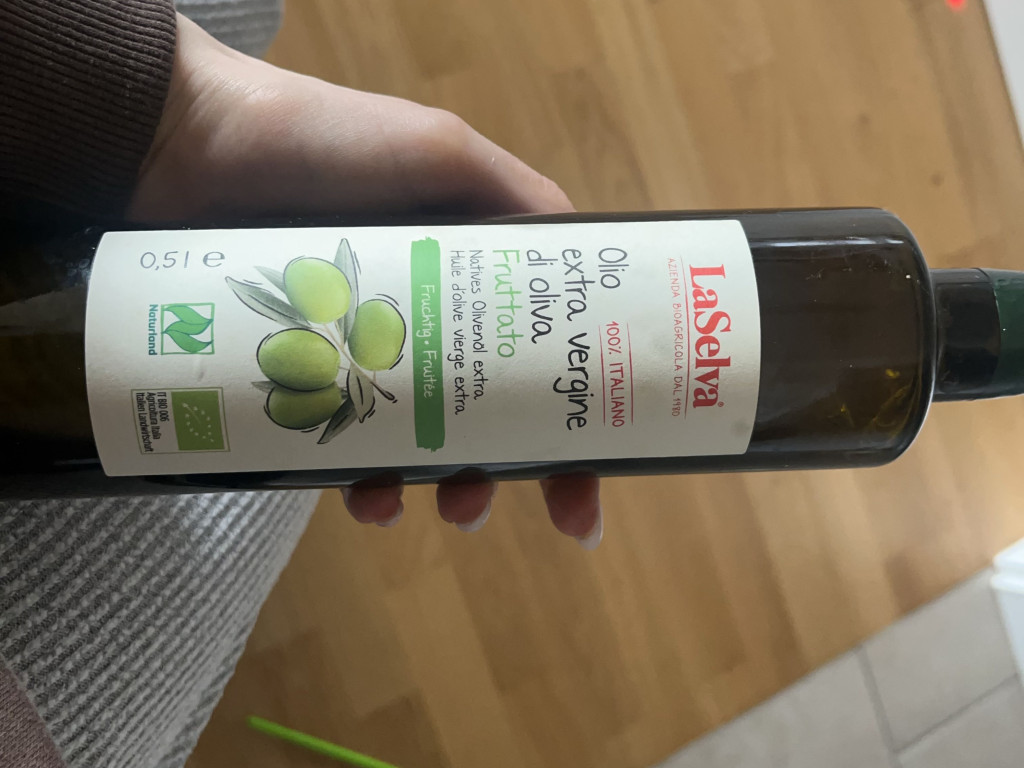 LaSelva®
AZIENDA BIOAGRICOLA DAL 1980
100% ITALIANO
Olio
extra vergine
di oliva
Fruttato
Natives Olivenöl extra
Huile d'olive vierge extra
Fruchtig • Fruitée
Naturland
IT BIO 006
Agricoltura Italia
Italien Landwirtschaft
0,5 l e